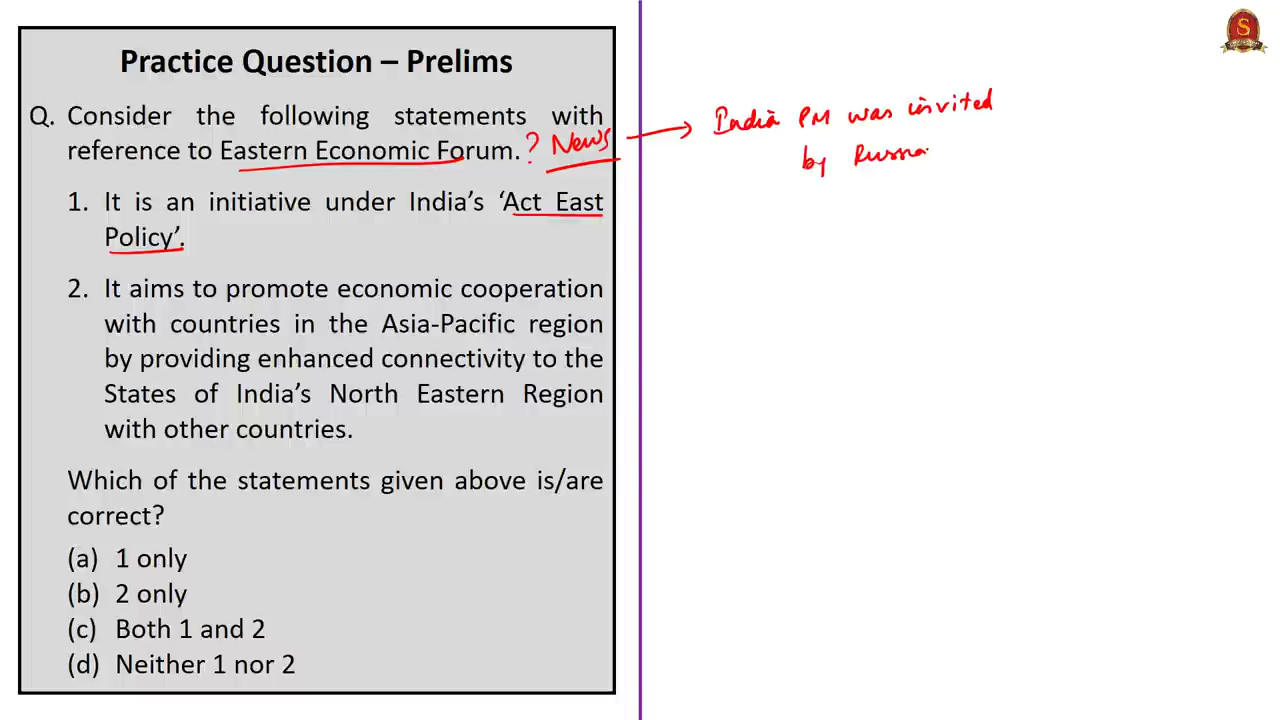 Practice Question – Prelims
Q. Consider the following statements with
reference to Eastern Economic Forum. ? News
India PM was invited
by Russia
1. It is an initiative under India's 'Act East
Policy'.
2. It aims to promote economic cooperation
with countries in the Asia-Pacific region
by providing enhanced connectivity to the
States of India's North Eastern Region
with other countries.
Which of the statements given above is/are
correct?
(a) 1 only
(b) 2 only
(c) Both 1 and 2
(d) Neither 1 nor 2
S